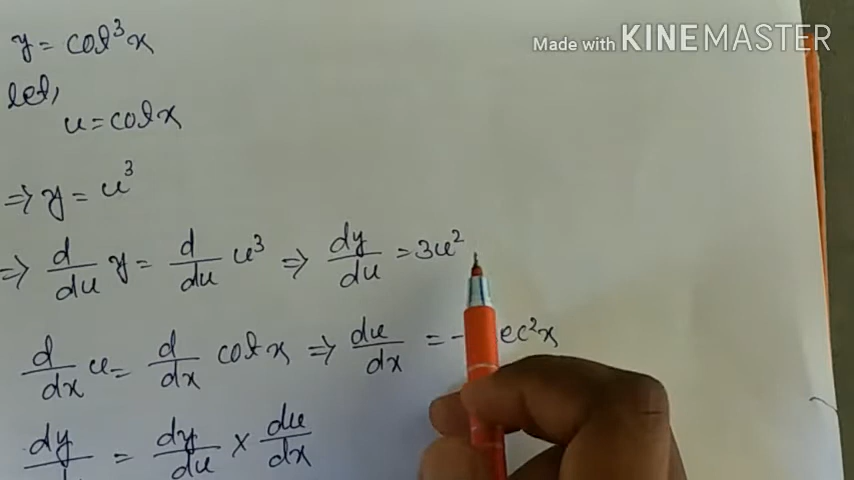 Made with KINEMASTER
y = cot³x
let,
u = cotx
⇒ y = u³
⇒ d/du y = d/du u³ ⇒ dy/du = 3u²
d/dx u = d/dx cotx ⇒ du/dx = - ec²x
dy = dy/du × du/dx